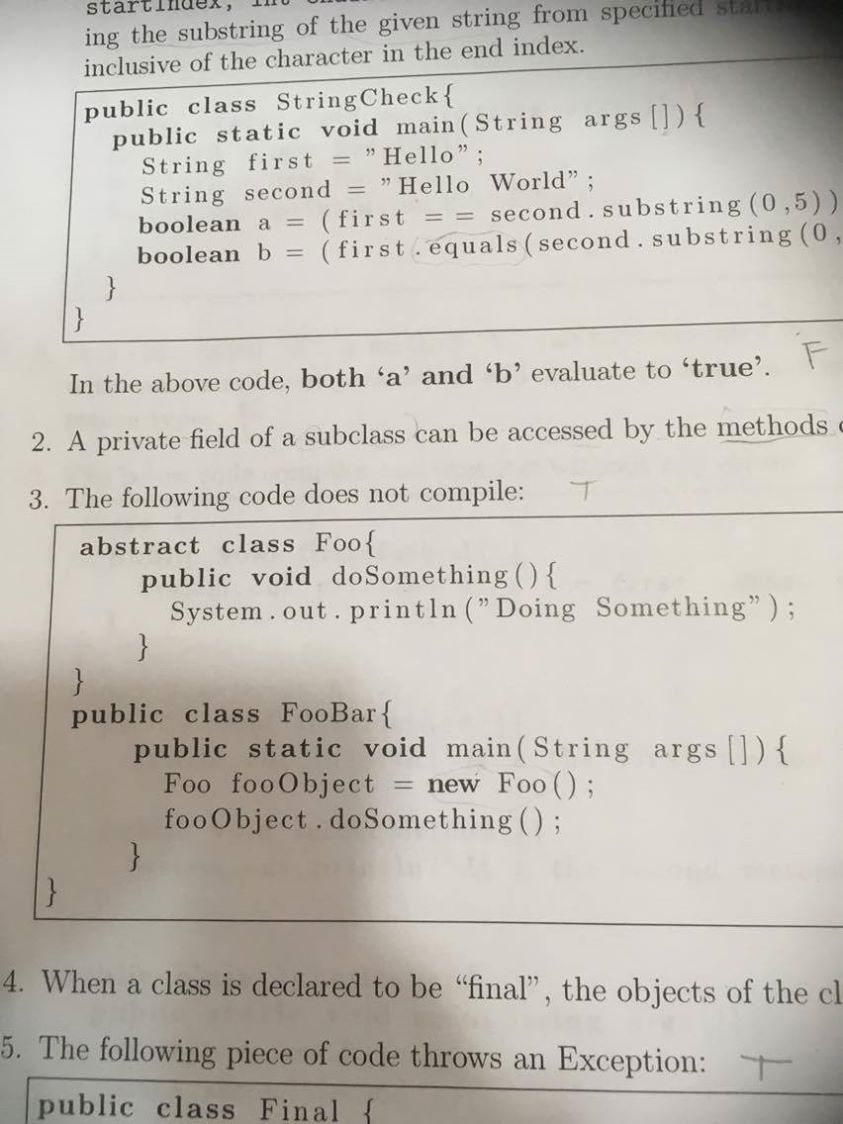 startIndex,
ing the substring of the given string from specified
inclusive of the character in the end index.
public class StringCheck{
public static void main(String args[]){
String first = "Hello";
String second = "Hello World";
boolean a = (first = = second.substring(0,5))
boolean b = (first.equals(second.substring(0,
}
}
In the above code, both ‘a’ and ‘b’ evaluate to ‘true’. F
2. A private field of a subclass can be accessed by the methods
3. The following code does not compile: T
abstract class Foo{
public void doSomething(){
System.out.println("Doing Something");
}
}
public class FooBar{
public static void main(String args[]){
Foo fooObject = new Foo();
fooObject.doSomething();
}
}
4. When a class is declared to be “final”, the objects of the cl
5. The following piece of code throws an Exception: T
public class Final {